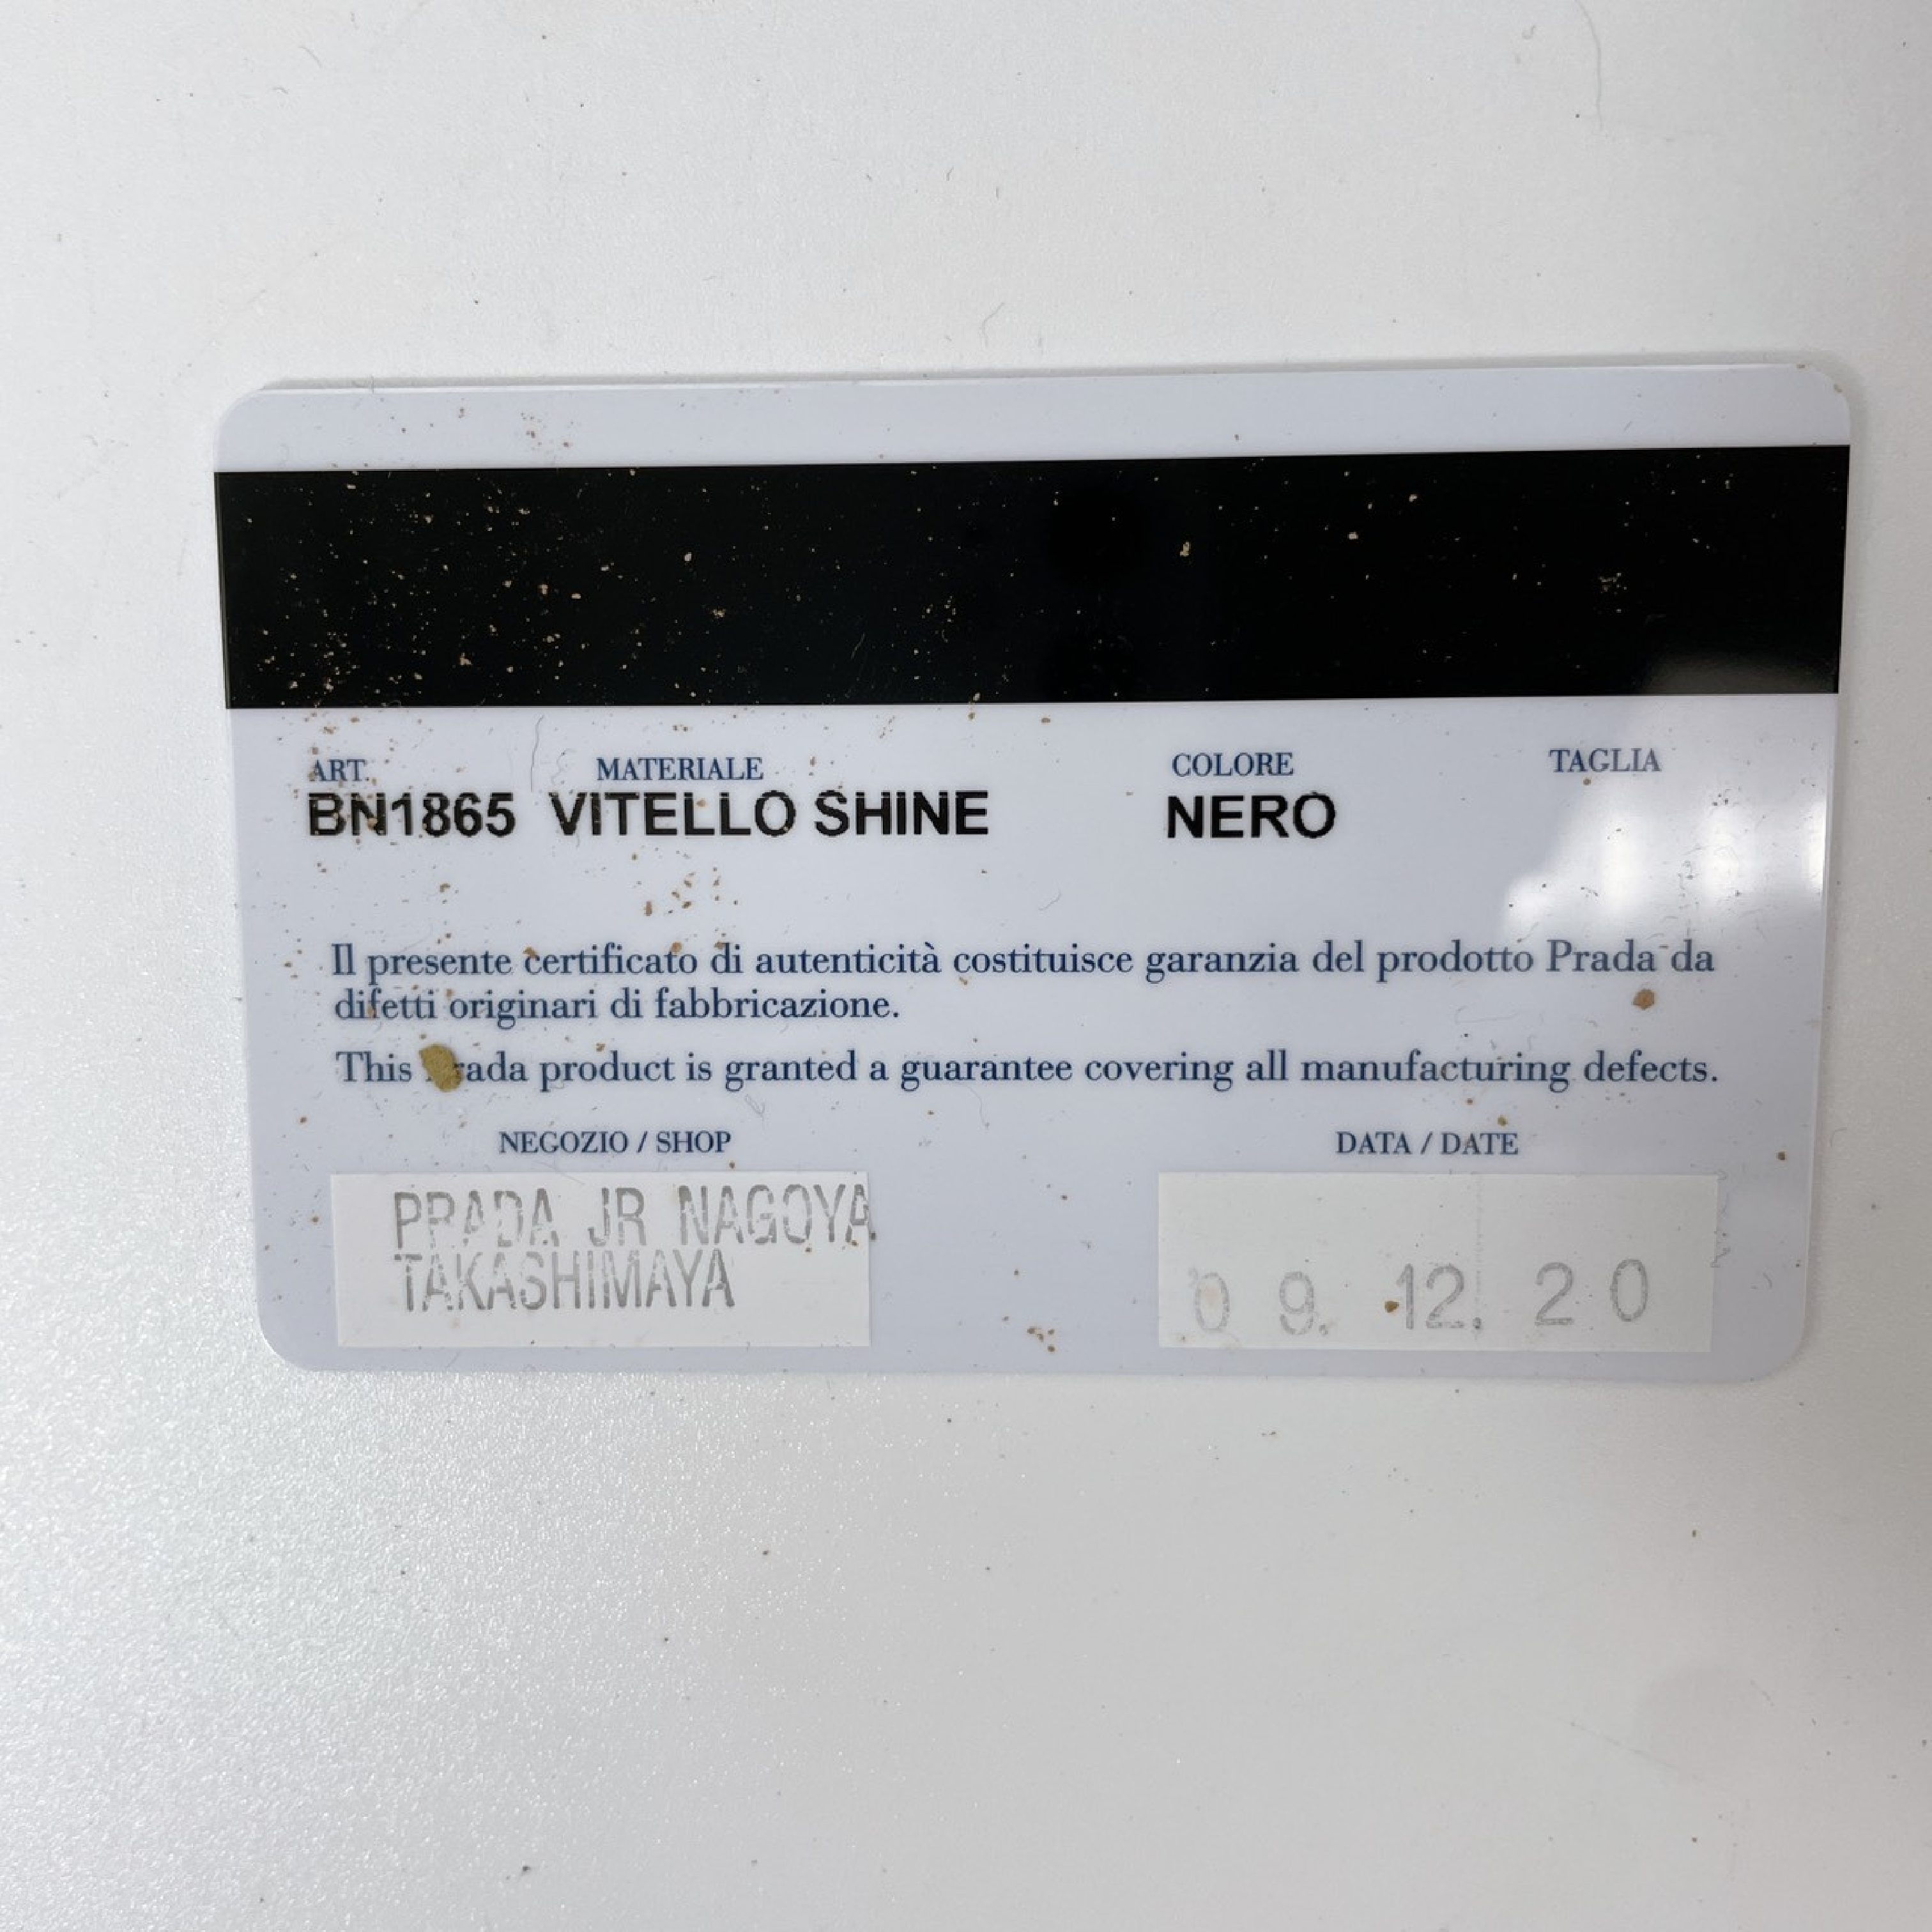 ART. MATERIALE COLORE TAGLIA
BN1865 VITELLO SHINE NERO
Il presente certificato di autenticità costituisce garanzia del prodotto Prada da
difetti originari di fabbricazione.
This Prada product is granted a guarantee covering all manufacturing defects.
NEGOZIO / SHOP DATA / DATE
PRADA JR NAGOYA
TAKASHIMAYA
09. 12. 20